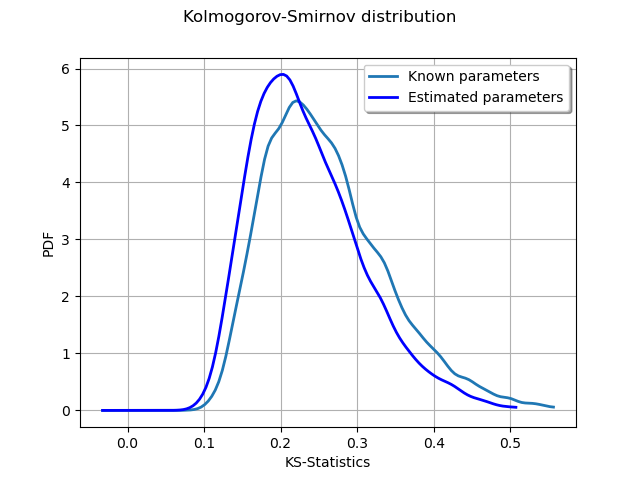 Kolmogorov-Smirnov distribution
Known parameters
Estimated parameters
6
5
4
3
2
1
0
PDF
0.0 0.1 0.2 0.3 0.4 0.5
KS-Statistics